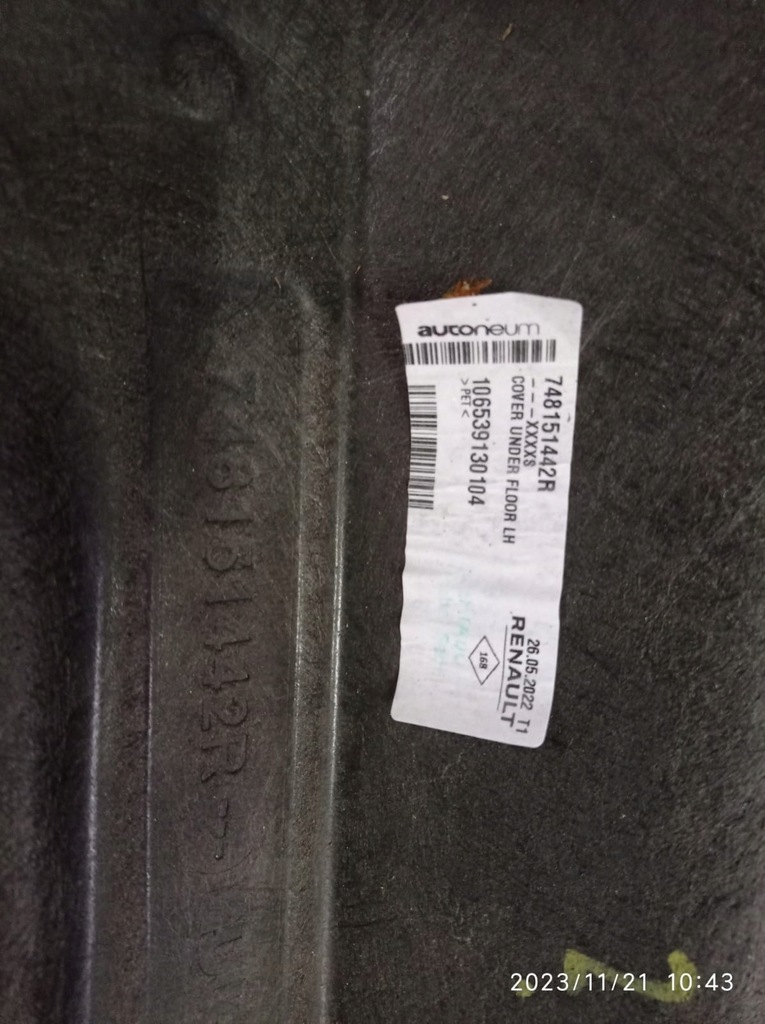 autoneum
748151442R
---XXXXS
COVER UNDER FLOOR LH
106539130104
>PET<
26.05.2022 T1
RENAULT
168
748151442R
2023/11/21 10:43